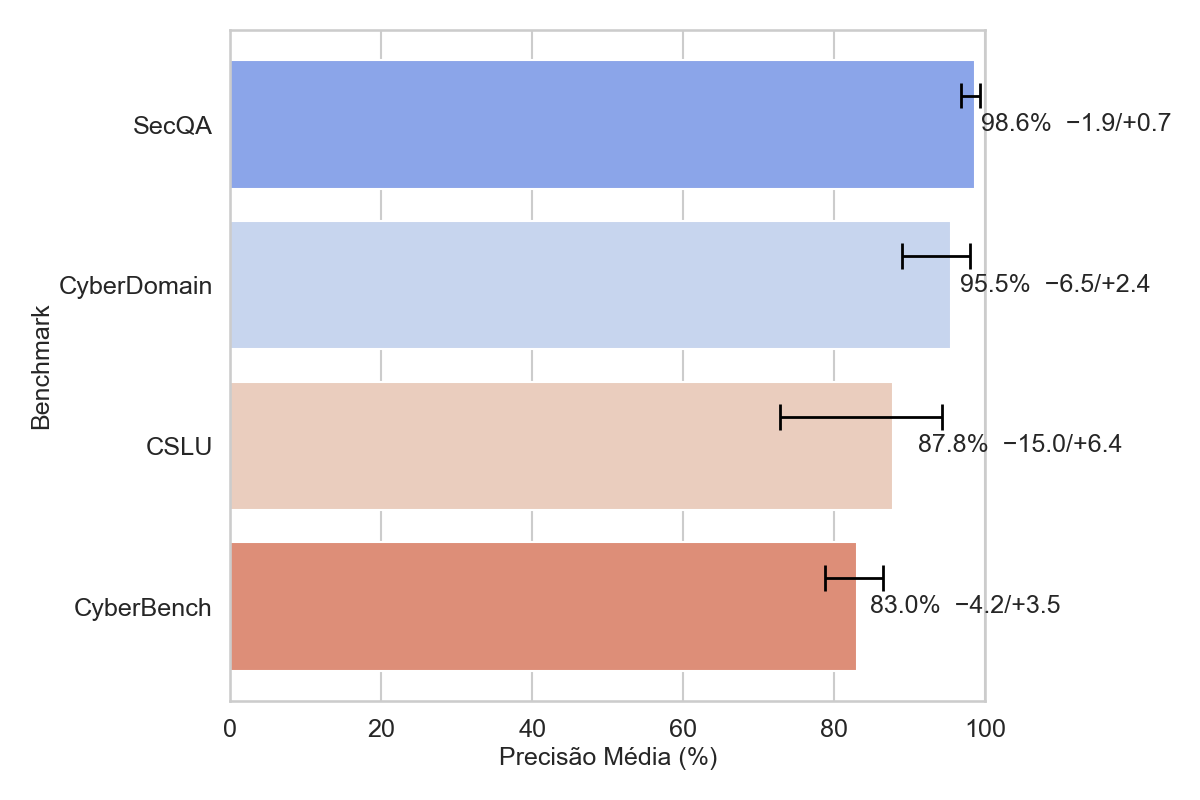 SecQA
98.6%  −1.9/+0.7
CyberDomain
95.5%  −6.5/+2.4
Benchmark
CSLU
87.8%  −15.0/+6.4
CyberBench
83.0%  −4.2/+3.5
0 20 40 60 80 100
Precisão Média (%)